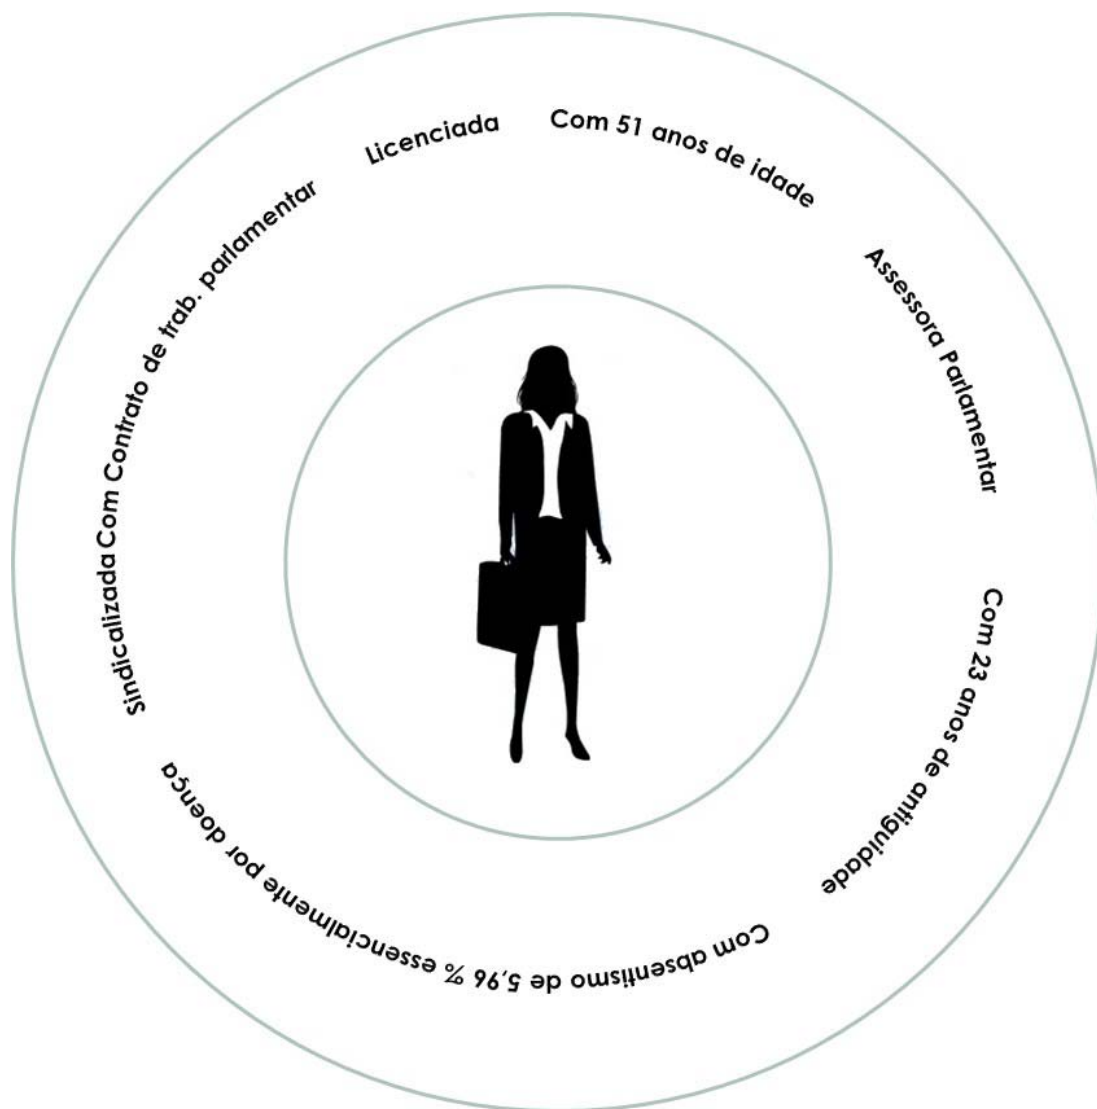 Com 51 anos de idade
Assessora Parlamentar
Com 23 anos de antiguidade
Com absentismo de 5,96 % essencialmente por doença
Sindicalizada
Com Contrato de trab. parlamentar
Licenciada